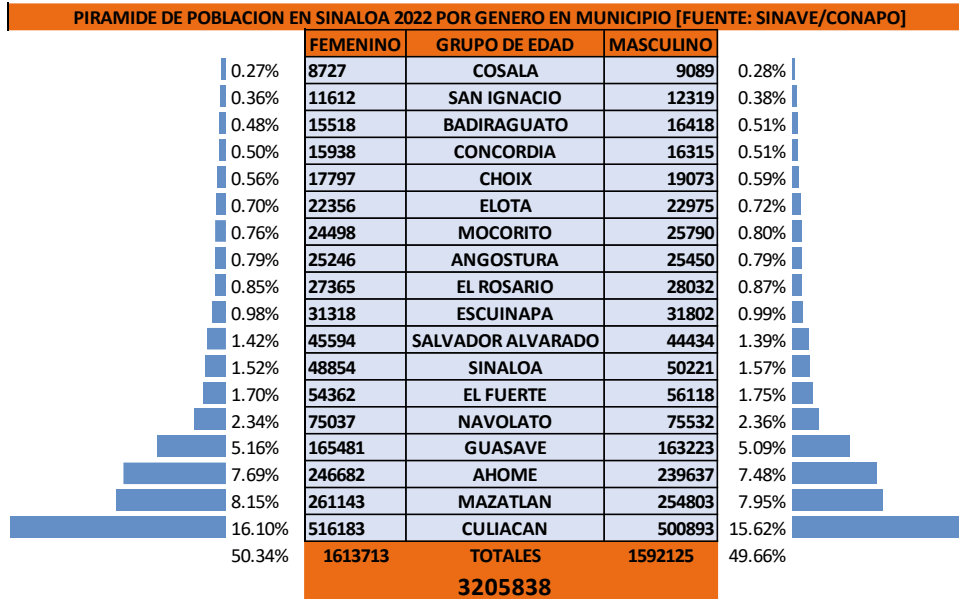 PIRAMIDE DE POBLACION EN SINALOA 2022 POR GENERO EN MUNICIPIO [FUENTE: SINAVE/CONAPO]
FEMENINO GRUPO DE EDAD MASCULINO
0.27% 8727 COSALA 9089 0.28%
0.36% 11612 SAN IGNACIO 12319 0.38%
0.48% 15518 BADIRAGUATO 16418 0.51%
0.50% 15938 CONCORDIA 16315 0.51%
0.56% 17797 CHOIX 19073 0.59%
0.70% 22356 ELOTA 22975 0.72%
0.76% 24498 MOCORITO 25790 0.80%
0.79% 25246 ANGOSTURA 25450 0.79%
0.85% 27365 EL ROSARIO 28032 0.87%
0.98% 31318 ESCUINAPA 31802 0.99%
1.42% 45594 SALVADOR ALVARADO 44434 1.39%
1.52% 48854 SINALOA 50221 1.57%
1.70% 54362 EL FUERTE 56118 1.75%
2.34% 75037 NAVOLATO 75532 2.36%
5.16% 165481 GUASAVE 163223 5.09%
7.69% 246682 AHOME 239637 7.48%
8.15% 261143 MAZATLAN 254803 7.95%
16.10% 516183 CULIACAN 500893 15.62%
50.34% 1613713 TOTALES 1592125 49.66%
3205838